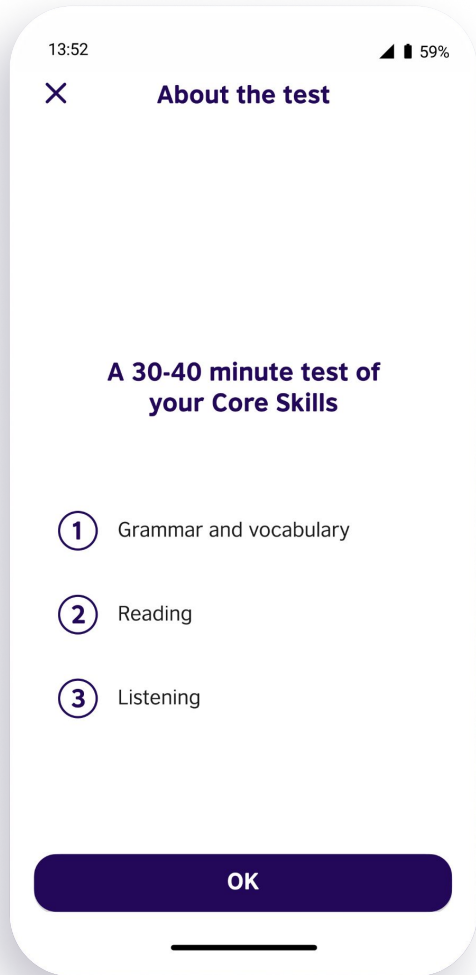 13:52
59%
About the test
A 30-40 minute test of
your Core Skills
1 Grammar and vocabulary
2 Reading
3 Listening
OK